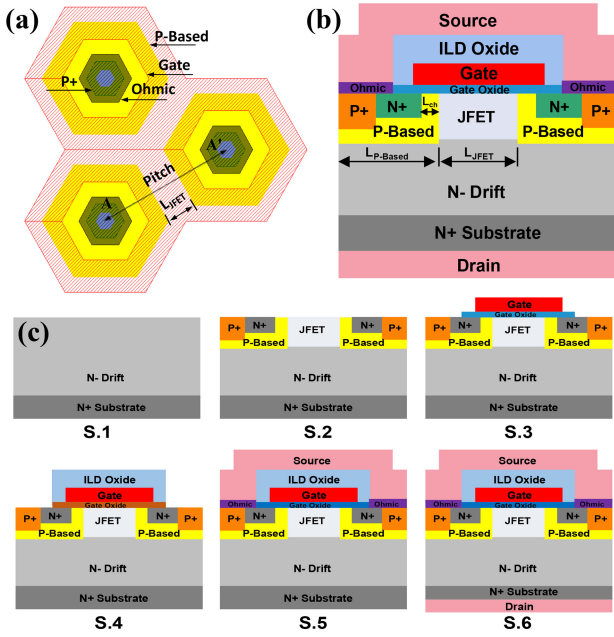 (a)
P-Based
Gate
P+
Ohmic
A'
Pitch
A
LJFET
(b)
Source
ILD Oxide
Gate
Ohmic
Gate Oxide
Ohmic
P+
N+
Lch
JFET
N+
P+
P-Based
P-Based
LP-Based
LJFET
N- Drift
N+ Substrate
Drain
(c)
N- Drift
N+ Substrate
S.1
P+
N+
JFET
N+
P+
P-Based
P-Based
N- Drift
N+ Substrate
S.2
Gate
Gate Oxide
P+
N+
JFET
N+
P+
P-Based
P-Based
N- Drift
N+ Substrate
S.3
ILD Oxide
Gate
Gate Oxide
P+
N+
JFET
N+
P+
P-Based
P-Based
N- Drift
N+ Substrate
S.4
Source
ILD Oxide
Gate
Ohmic
Gate Oxide
Ohmic
P+
N+
JFET
N+
P+
P-Based
P-Based
N- Drift
N+ Substrate
S.5
Source
ILD Oxide
Gate
Ohmic
Gate Oxide
Ohmic
P+
N+
JFET
N+
P+
P-Based
P-Based
N- Drift
N+ Substrate
Drain
S.6